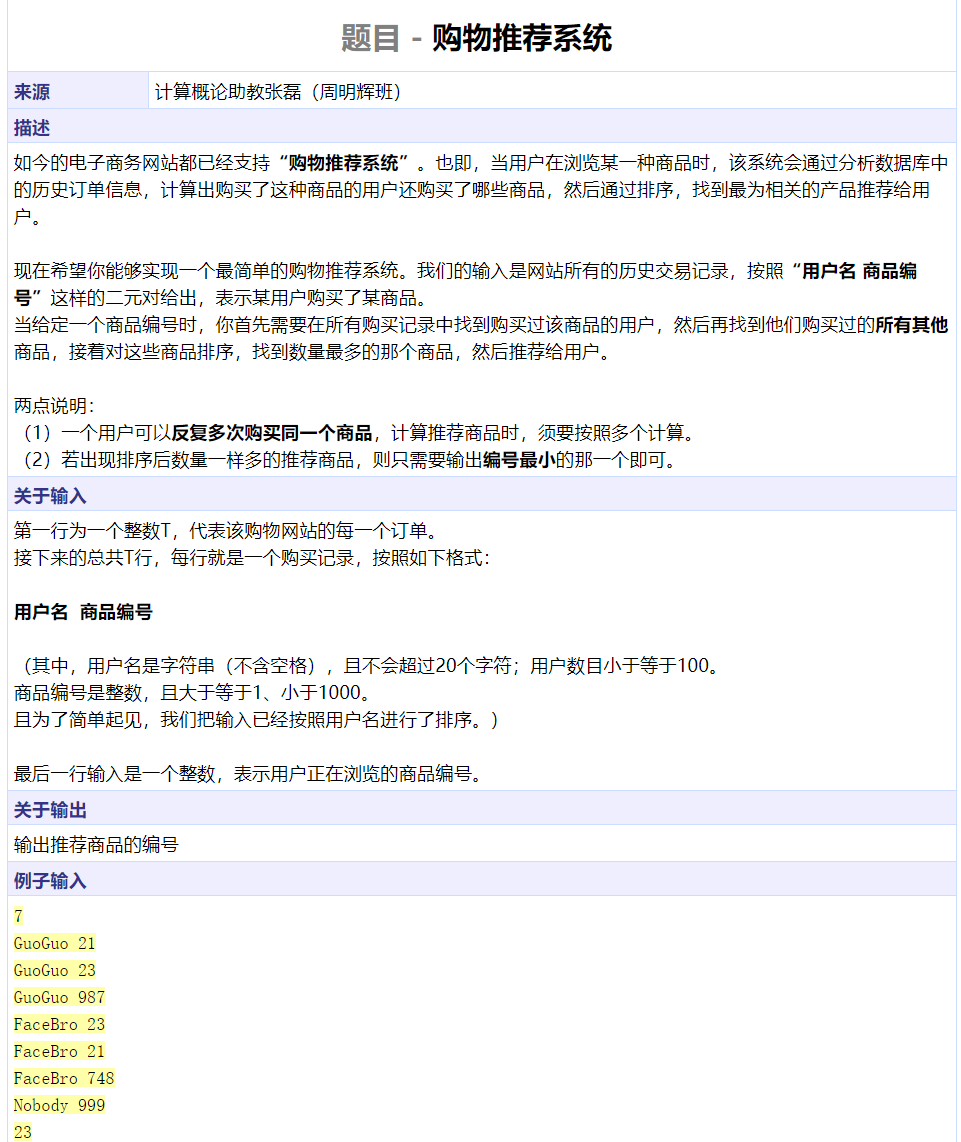 题目 - 购物推荐系统
来源 计算概论助教张磊（周明辉班）
描述
如今的电子商务网站都已经支持“购物推荐系统”。也即，当用户在浏览某一种商品时，该系统会通过分析数据库中
的历史订单信息，计算出购买了这种商品的用户还购买了哪些商品，然后通过排序，找到最为相关的产品推荐给用
户。
现在希望你能够实现一个最简单的购物推荐系统。我们的输入是网站所有的历史交易记录，按照“用户名 商品编
号”这样的二元对给出，表示某用户购买了某商品。
当给定一个商品编号时，你首先需要在所有购买记录中找到购买过该商品的用户，然后再找到他们购买过的所有其他
商品，接着对这些商品排序，找到数量最多的那个商品，然后推荐给用户。
两点说明：
（1）一个用户可以反复多次购买同一个商品，计算推荐商品时，须要按照多个计算。
（2）若出现排序后数量一样多的推荐商品，则只需要输出编号最小的那一个即可。
关于输入
第一行为一个整数T，代表该购物网站的每一个订单。
接下来的总共T行，每行就是一个购买记录，按照如下格式：
用户名 商品编号
（其中，用户名是字符串（不含空格），且不会超过20个字符；用户数目小于等于100。
商品编号是整数，且大于等于1、小于1000。
且为了简单起见，我们把输入已经按照用户名进行了排序。）
最后一行输入是一个整数，表示用户正在浏览的商品编号。
关于输出
输出推荐商品的编号
例子输入
7
GuoGuo 21
GuoGuo 23
GuoGuo 987
FaceBro 23
FaceBro 21
FaceBro 748
Nobody 999
23